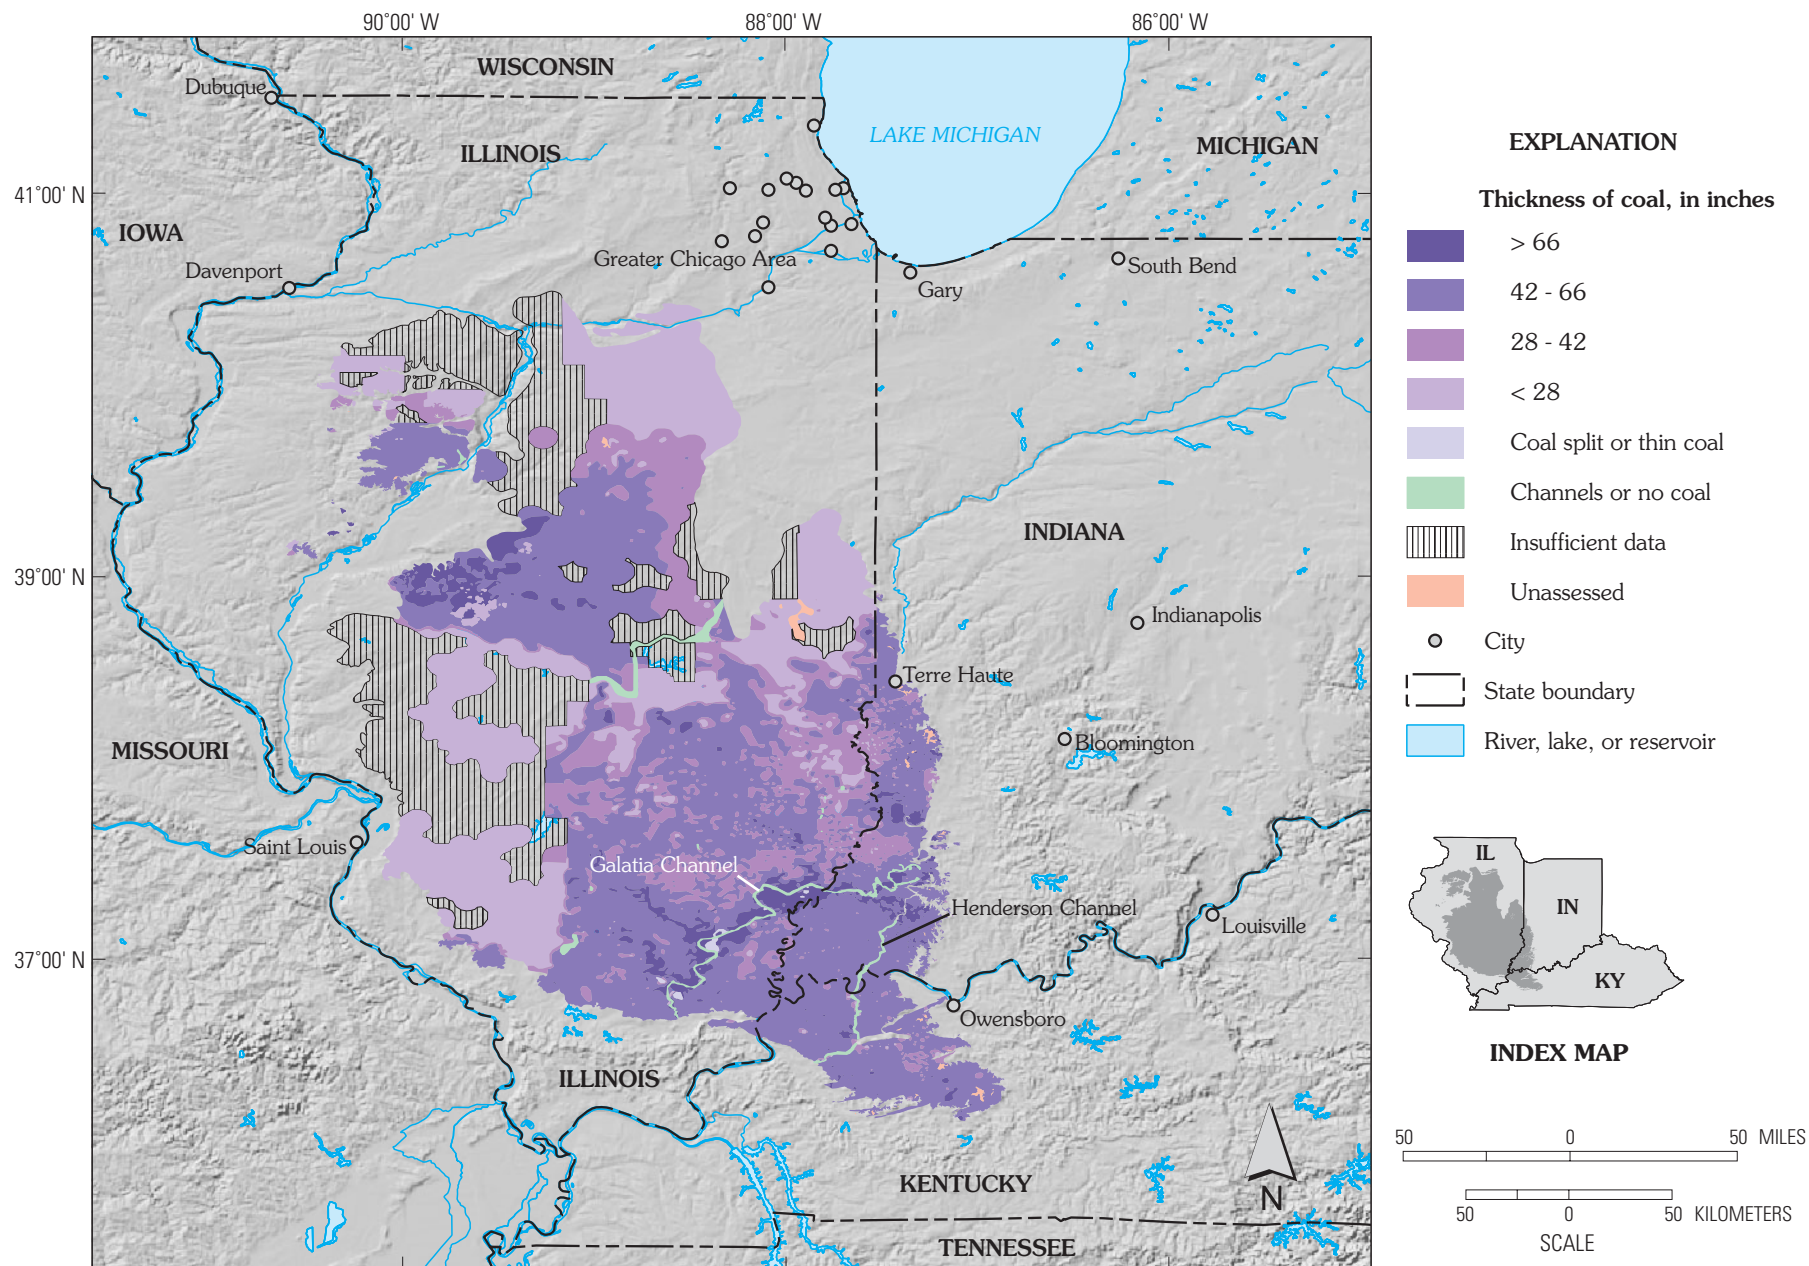 90°00' W
88°00' W
86°00' W
WISCONSIN
Dubuque
LAKE MICHIGAN
ILLINOIS
MICHIGAN
41°00' N
IOWA
Greater Chicago Area
Davenport
South Bend
Gary
INDIANA
39°00' N
Indianapolis
Terre Haute
MISSOURI
Bloomington
Saint Louis
Galatia Channel
Henderson Channel
Louisville
37°00' N
Owensboro
ILLINOIS
KENTUCKY
N
TENNESSEE
EXPLANATION
Thickness of coal, in inches
> 66
42 - 66
28 - 42
< 28
Coal split or thin coal
Channels or no coal
Insufficient data
Unassessed
City
State boundary
River, lake, or reservoir
IL
IN
KY
INDEX MAP
50 0 50 MILES
50 0 50 KILOMETERS
SCALE